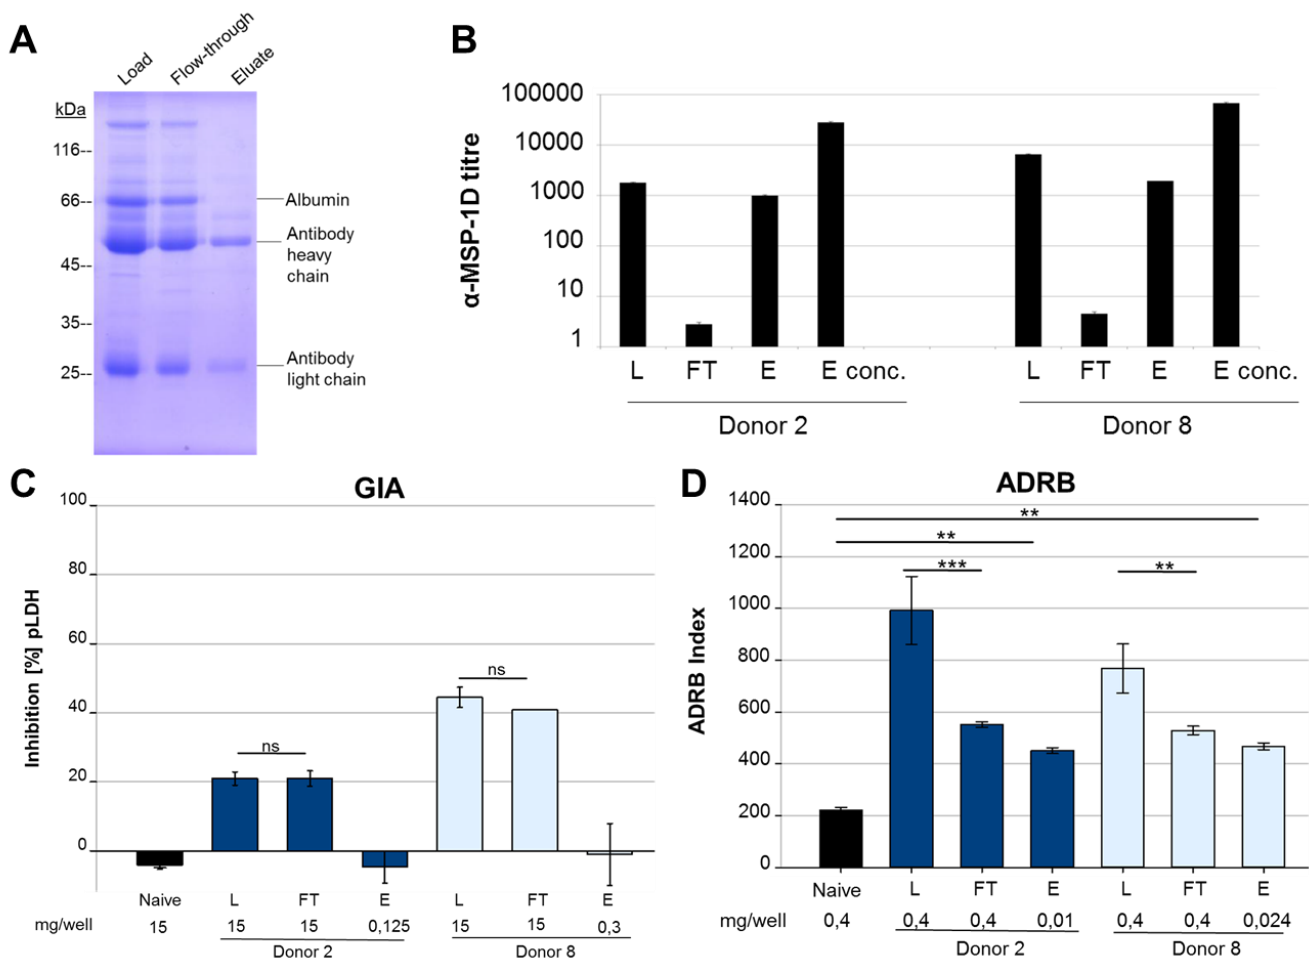 A
Load
Flow-through
Eluate
kDa
116--
66--
45--
35--
25--
Albumin
Antibody
heavy
chain
Antibody
light chain
B
α-MSP-1D titre
100000
10000
1000
100
10
1
L FT E E conc. L FT E E conc.
Donor 2 Donor 8
C
GIA
Inhibition [%] pLDH
100
80
60
40
20
0
ns
ns
Naive L FT E L FT E
mg/well 15 15 15 0,125 15 15 0,3
Donor 2 Donor 8
D
ADRB
ADRB Index
1400
1200
1000
800
600
400
200
0
**
**
***
**
Naive L FT E L FT E
mg/well 0,4 0,4 0,4 0,01 0,4 0,4 0,024
Donor 2 Donor 8